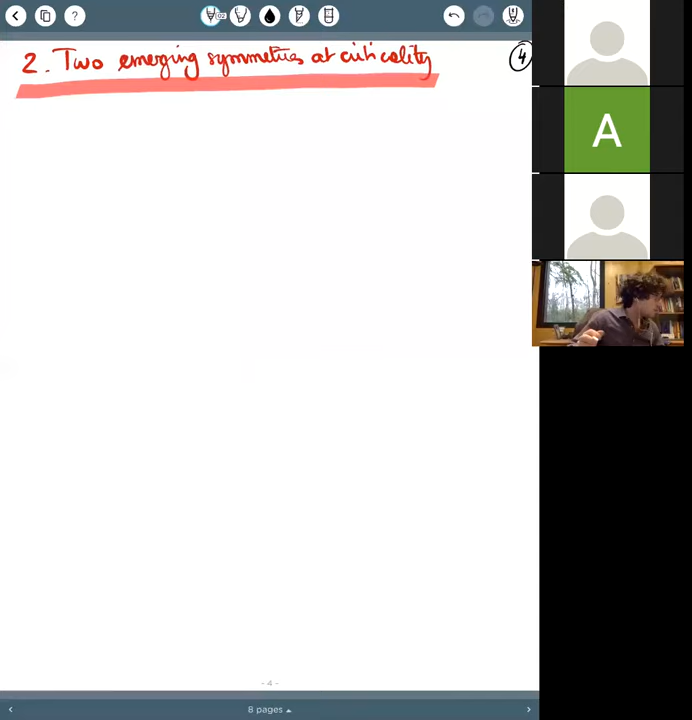 2. Two emerging symmetries at criticality
4
A
- 4 -
8 pages